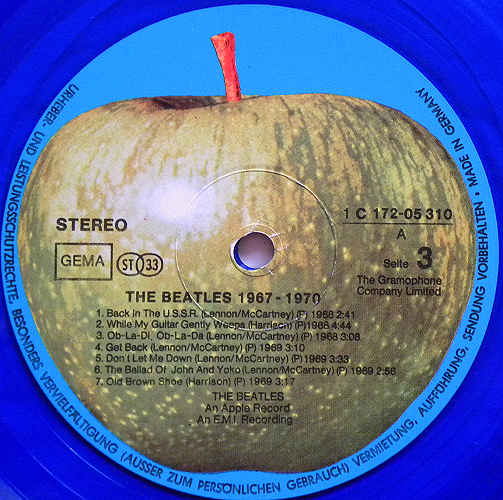 STEREO
GEMA
ST 33
1 C 172-05 310
A
Seite 3
The Gramophone
Company Limited
THE BEATLES 1967-1970
1. Back In The U.S.S.R. (Lennon/McCartney) (P) 1968 2:41
2. While My Guitar Gently Weeps (Harrison) (P) 1968 4:44
3. Ob-La-Di, Ob-La-Da (Lennon/McCartney) (P) 1968 3:08
4. Get Back (Lennon/McCartney) (P) 1969 3:10
5. Don't Let Me Down (Lennon/McCartney) (P) 1969 3:33
6. The Ballad Of John And Yoko (Lennon/McCartney) (P) 1969 2:56
7. Old Brown Shoe (Harrison) (P) 1969 3:17
THE BEATLES
An Apple Record
An E.M.I. Recording
URHEBER- UND LEISTUNGSSCHUTZRECHTE, BESONDERS VERVIELFÄLTIGUNG (AUSSER ZUM PERSÖNLICHEN GEBRAUCH) VERMIETUNG, AUFFÜHRUNG, SENDUNG VORBEHALTEN • MADE IN GERMANY